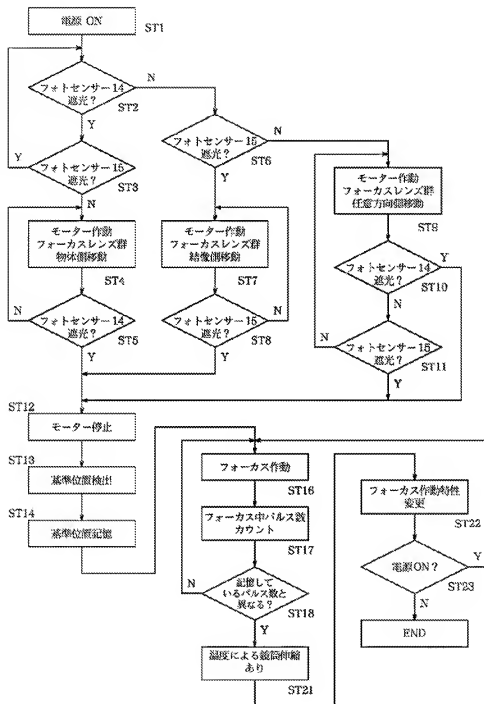 電源 ON
ST1
フォトセンサー14
遮光？
ST2
N
Y
フォトセンサー15
遮光？
ST3
Y
N
モーター作動
フォーカスレンズ群
物体側移動
ST4
フォトセンサー14
遮光？
ST5
N
Y
フォトセンサー15
遮光？
ST6
N
Y
モーター作動
フォーカスレンズ群
結像側移動
ST7
フォトセンサー15
遮光？
ST8
N
Y
モーター作動
フォーカスレンズ群
任意方向側移動
ST9
フォトセンサー14
遮光？
ST10
Y
N
フォトセンサー15
遮光？
ST11
N
Y
ST12
モーター停止
ST13
基準位置検出
ST14
基準位置記憶
フォーカス作動
ST16
フォーカス中パルス数
カウント
ST17
記憶して
いるパルス数と
異なる？
ST18
N
Y
温度による鏡筒伸縮
あり
ST21
フォーカス作動特性
変更
ST22
電源ON？
ST23
Y
N
END